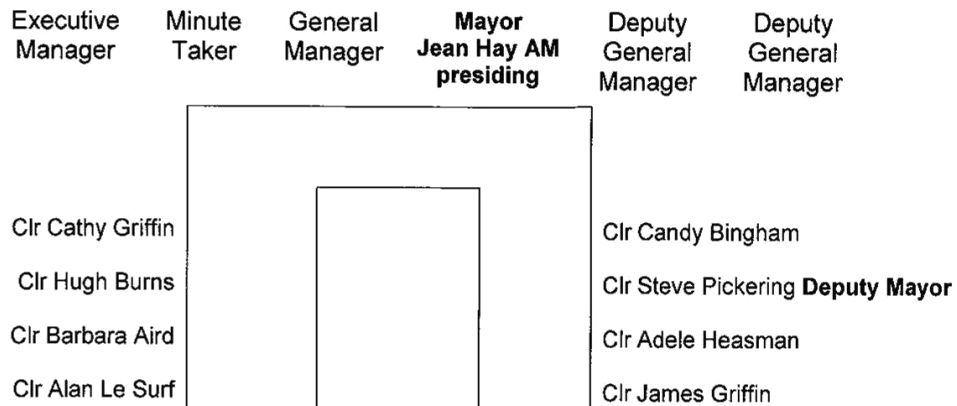 Executive Manager
Minute Taker
General Manager
Mayor
Jean Hay AM
presiding
Deputy General Manager
Deputy General Manager
Clr Cathy Griffin
Clr Hugh Burns
Clr Barbara Aird
Clr Alan Le Surf
Clr Candy Bingham
Clr Steve Pickering Deputy Mayor
Clr Adele Heasman
Clr James Griffin